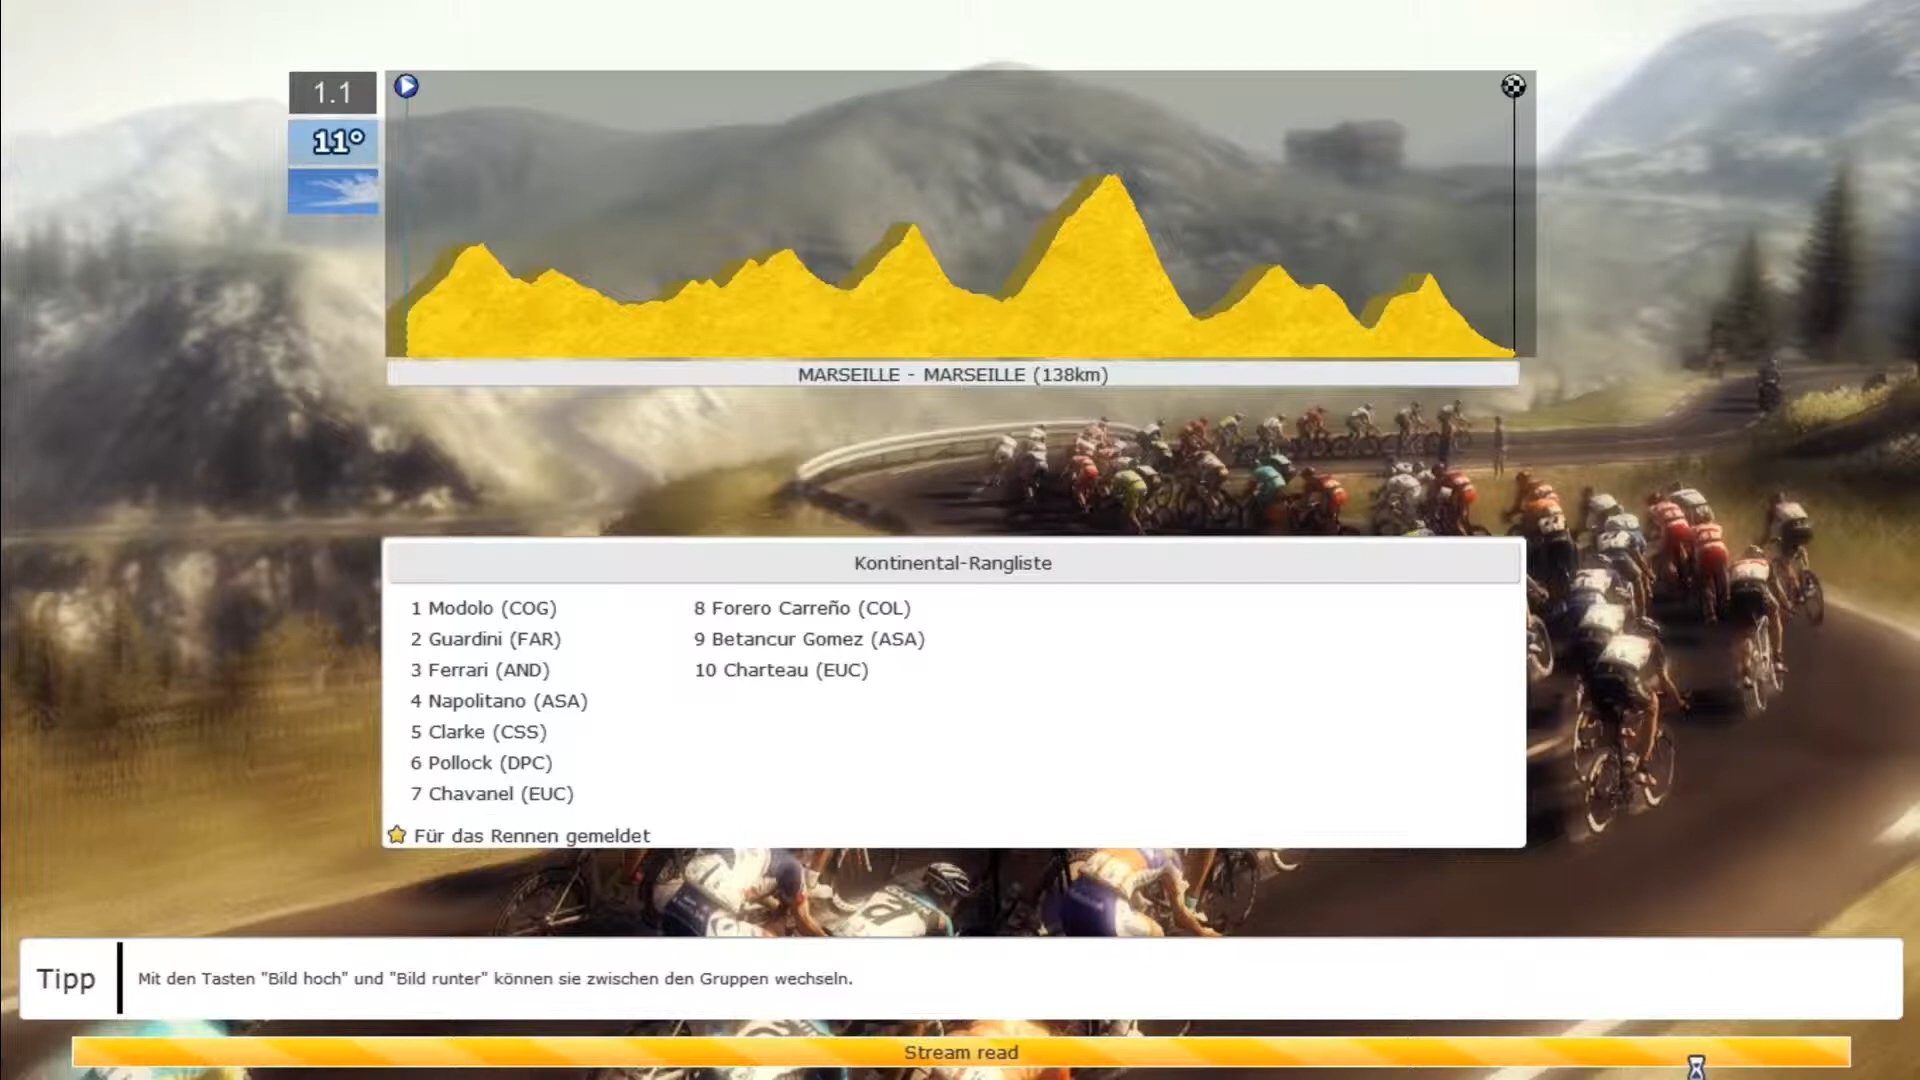 1.1
11°
MARSEILLE - MARSEILLE (138km)
Kontinental-Rangliste
1 Modolo (COG)
2 Guardini (FAR)
3 Ferrari (AND)
4 Napolitano (ASA)
5 Clarke (CSS)
6 Pollock (DPC)
7 Chavanel (EUC)
8 Forero Carreño (COL)
9 Betancur Gomez (ASA)
10 Charteau (EUC)
Für das Rennen gemeldet
Tipp
Mit den Tasten "Bild hoch" und "Bild runter" können sie zwischen den Gruppen wechseln.
Stream read